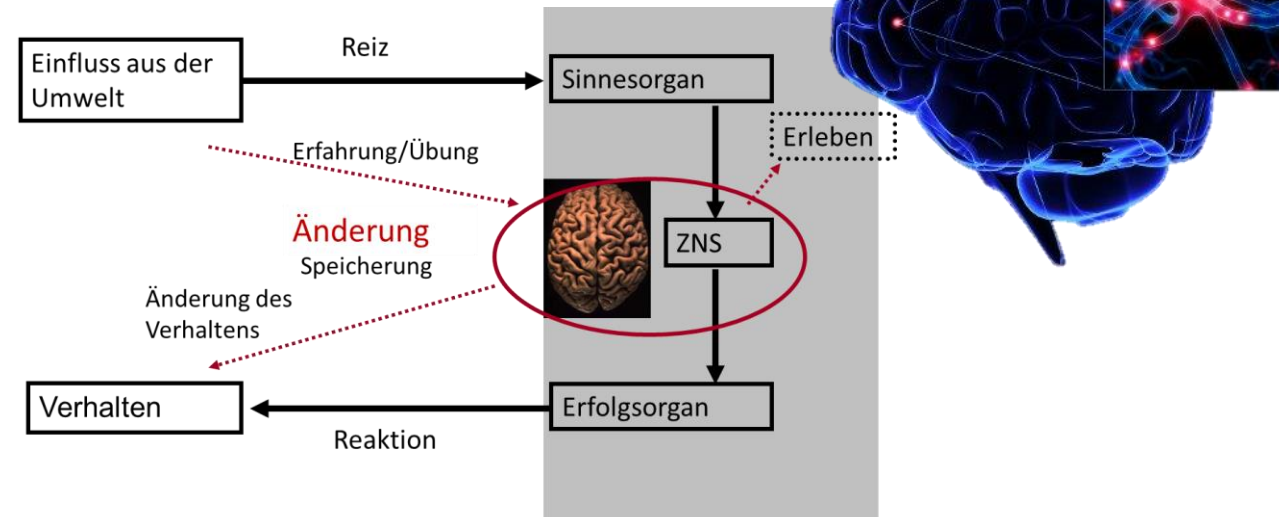 Reiz
Einfluss aus der
Umwelt
Sinnesorgan
Erleben
Erfahrung/Übung
Änderung
Speicherung
ZNS
Änderung des
Verhaltens
Verhalten
Erfolgsorgan
Reaktion